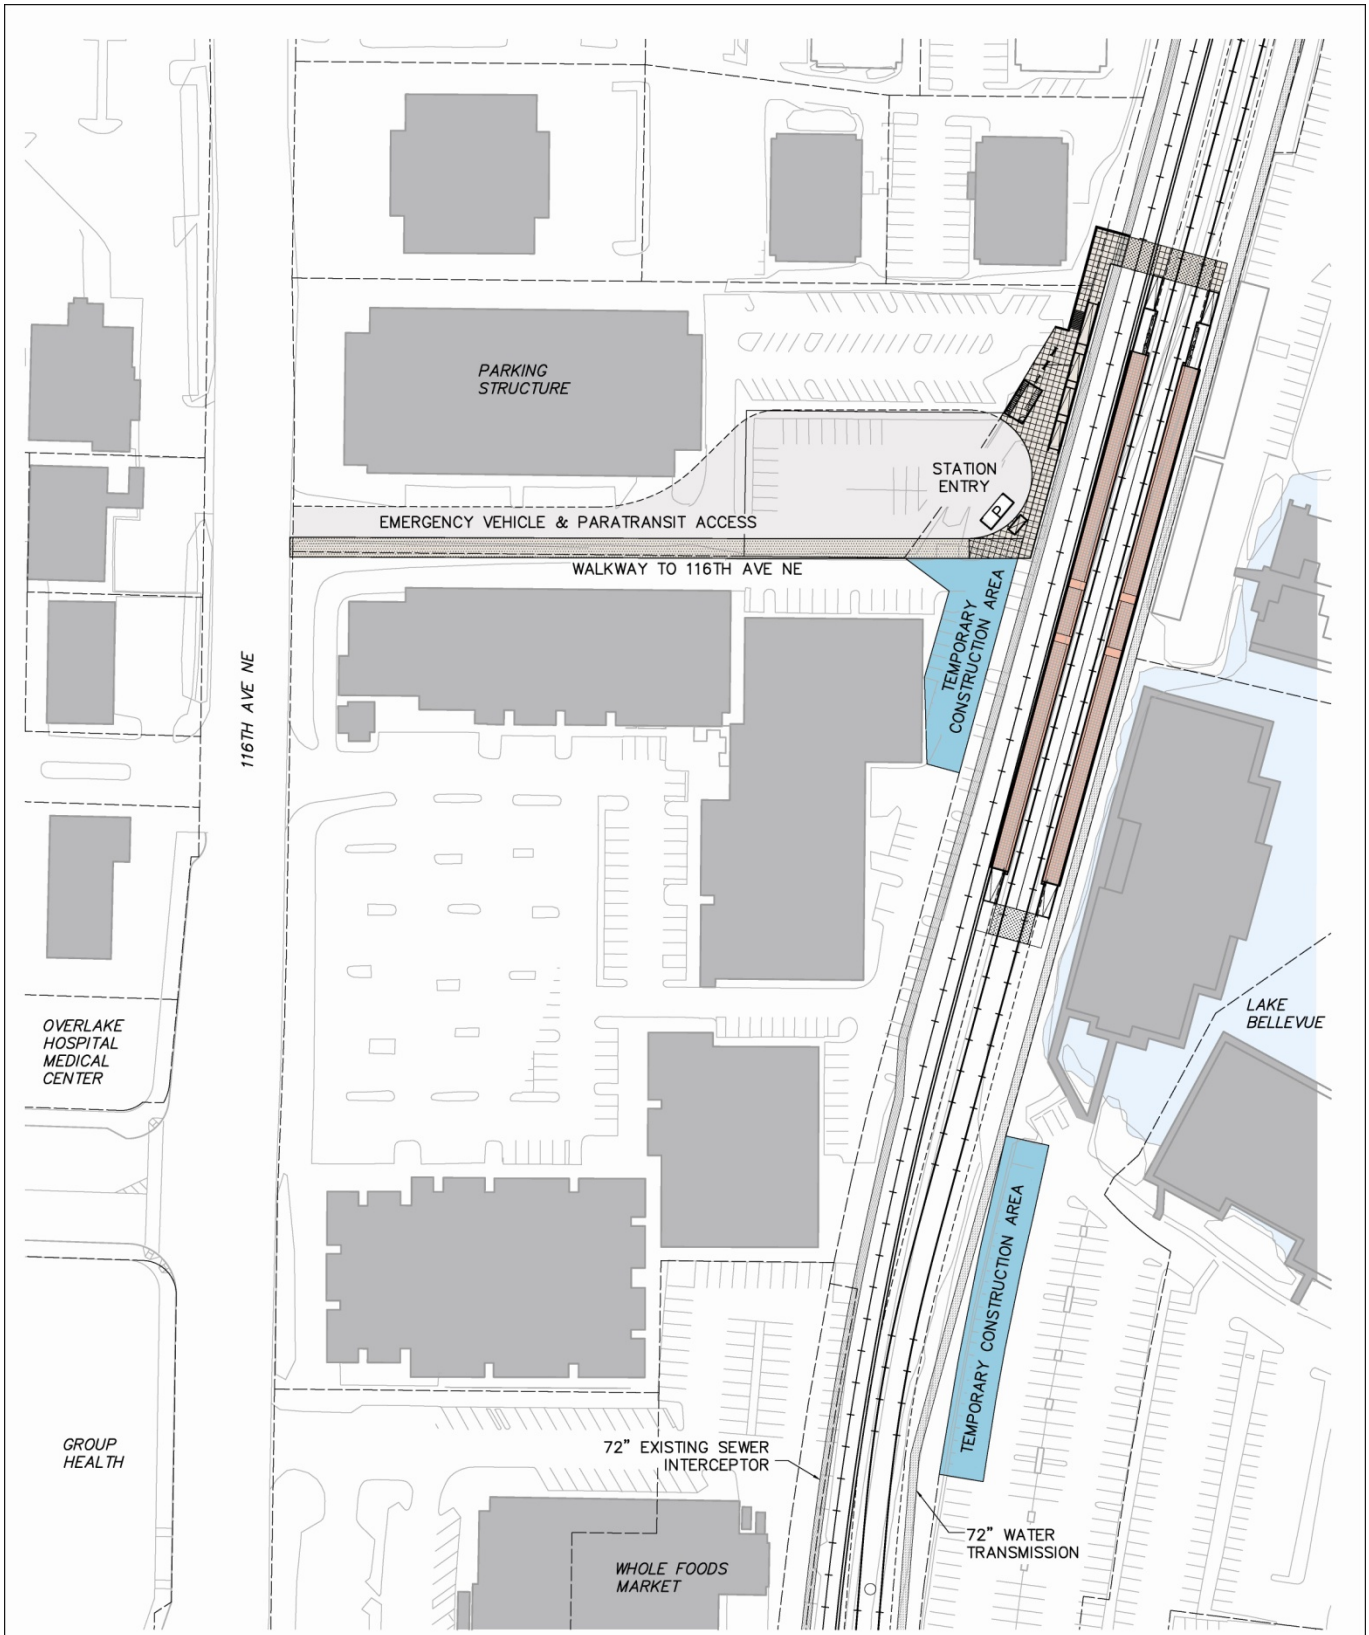 PARKING
STRUCTURE
STATION
ENTRY
P
EMERGENCY VEHICLE & PARATRANSIT ACCESS
WALKWAY TO 116TH AVE NE
TEMPORARY
CONSTRUCTION AREA
116TH AVE NE
LAKE
BELLEVUE
OVERLAKE
HOSPITAL
MEDICAL
CENTER
TEMPORARY CONSTRUCTION AREA
GROUP
HEALTH
72" EXISTING SEWER
INTERCEPTOR
72" WATER
TRANSMISSION
WHOLE FOODS
MARKET